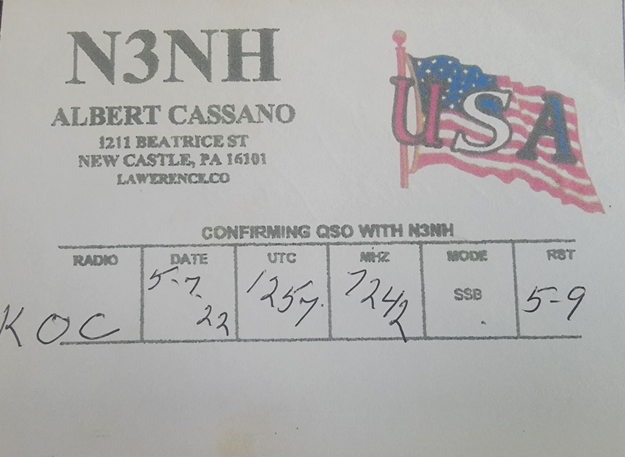 N3NH
ALBERT CASSANO
1211 BEATRICE ST
NEW CASTLE, PA 16101
LAWERENCE.CO
USA
CONFIRMING QSO WITH N3NH
RADIO DATE UTC MHZ MODE RST
KOC 5-7-22 1257 7242 SSB 5-9